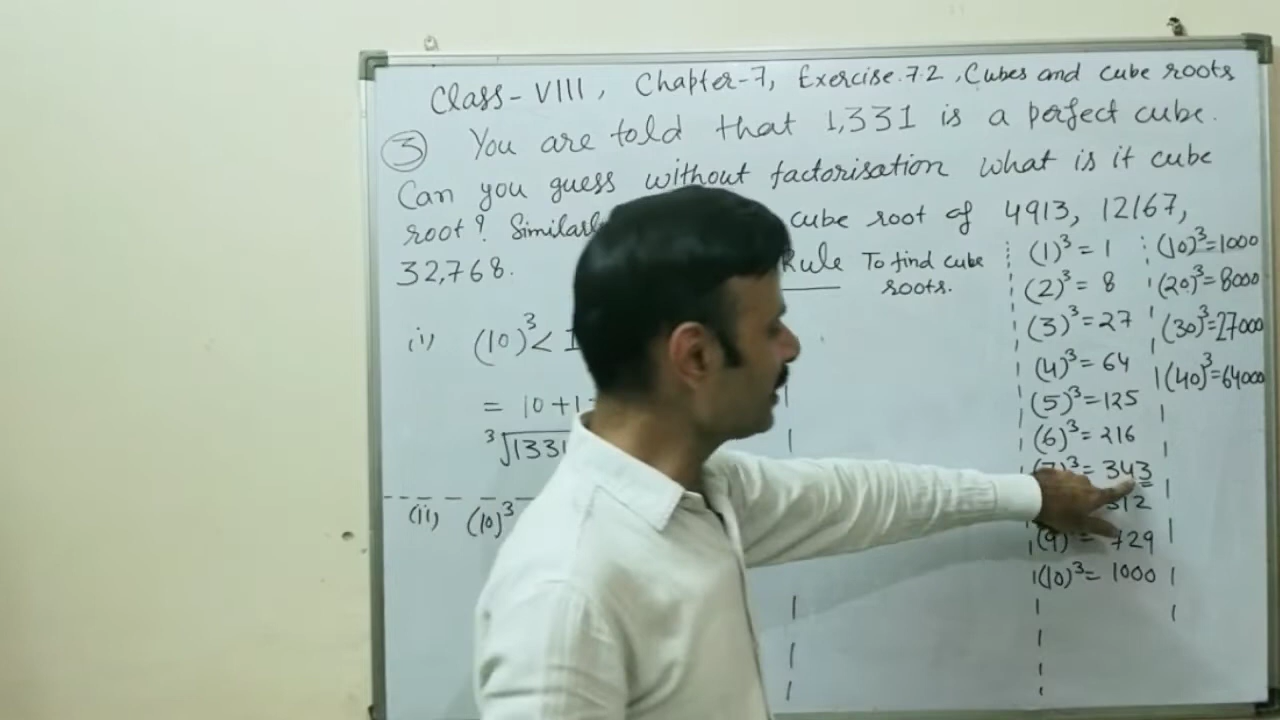 Class-VIII, Chapter-7, Exercise.7.2, Cubes and cube roots
③ You are told that 1,331 is a perfect cube.
Can you guess without factorisation what is it cube
root? Similarl cube root of 4913, 12167,
32,768. Rule To find cube
roots.
(i) (10)³ < 1
= 10+1
³√1331
(ii) (10)³
(1)³ = 1
(2)³ = 8
(3)³ = 27
(4)³ = 64
(5)³ = 125
(6)³ = 216
(7)³ = 343
512
(9) = 729
(10)³ = 1000
(10)³=1000
(20)³=8000
(30)³=27000
(40)³=64000